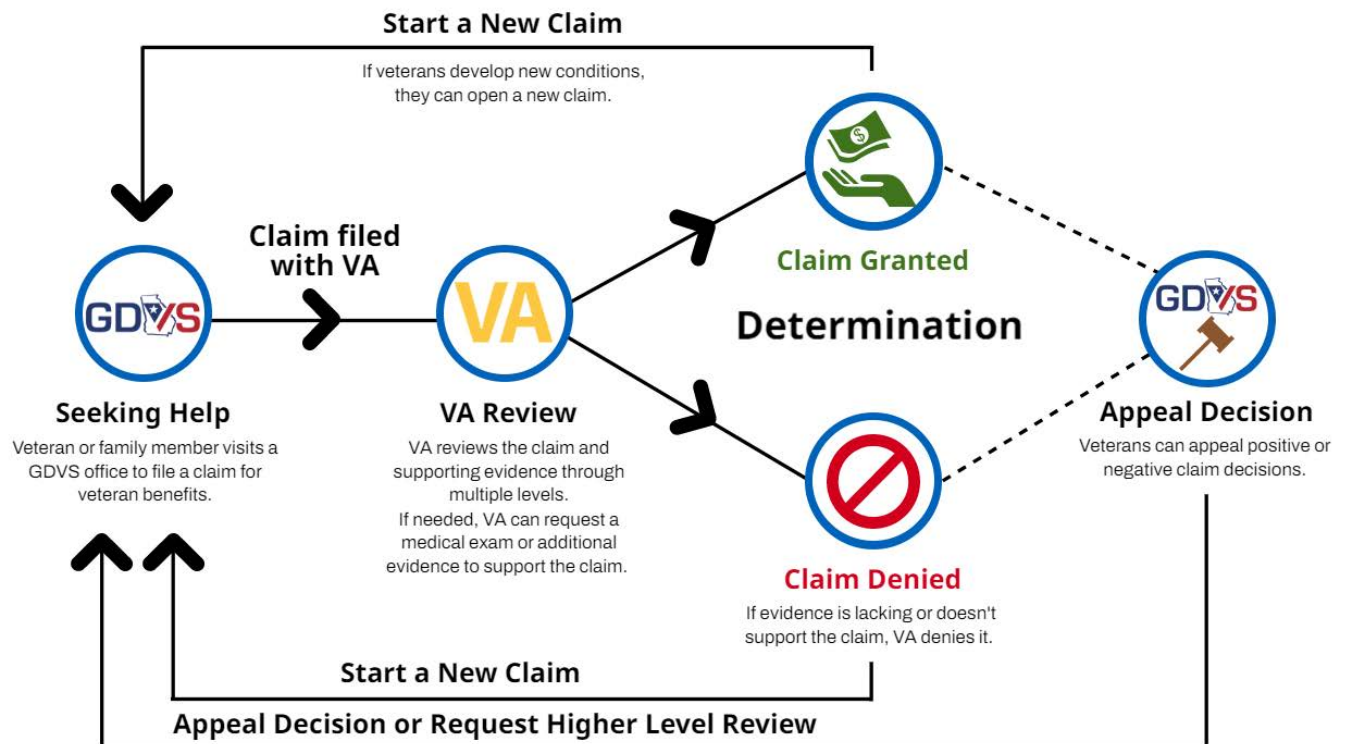 Start a New Claim
If veterans develop new conditions,
they can open a new claim.
Claim filed
with VA
GDVS
VA
$
Claim Granted
Determination
GDVS
Seeking Help
Veteran or family member visits a
GDVS office to file a claim for
veteran benefits.
VA Review
VA reviews the claim and
supporting evidence through
multiple levels.
If needed, VA can request a
medical exam or additional
evidence to support the claim.
Appeal Decision
Veterans can appeal positive or
negative claim decisions.
Claim Denied
If evidence is lacking or doesn't
support the claim, VA denies it.
Start a New Claim
Appeal Decision or Request Higher Level Review